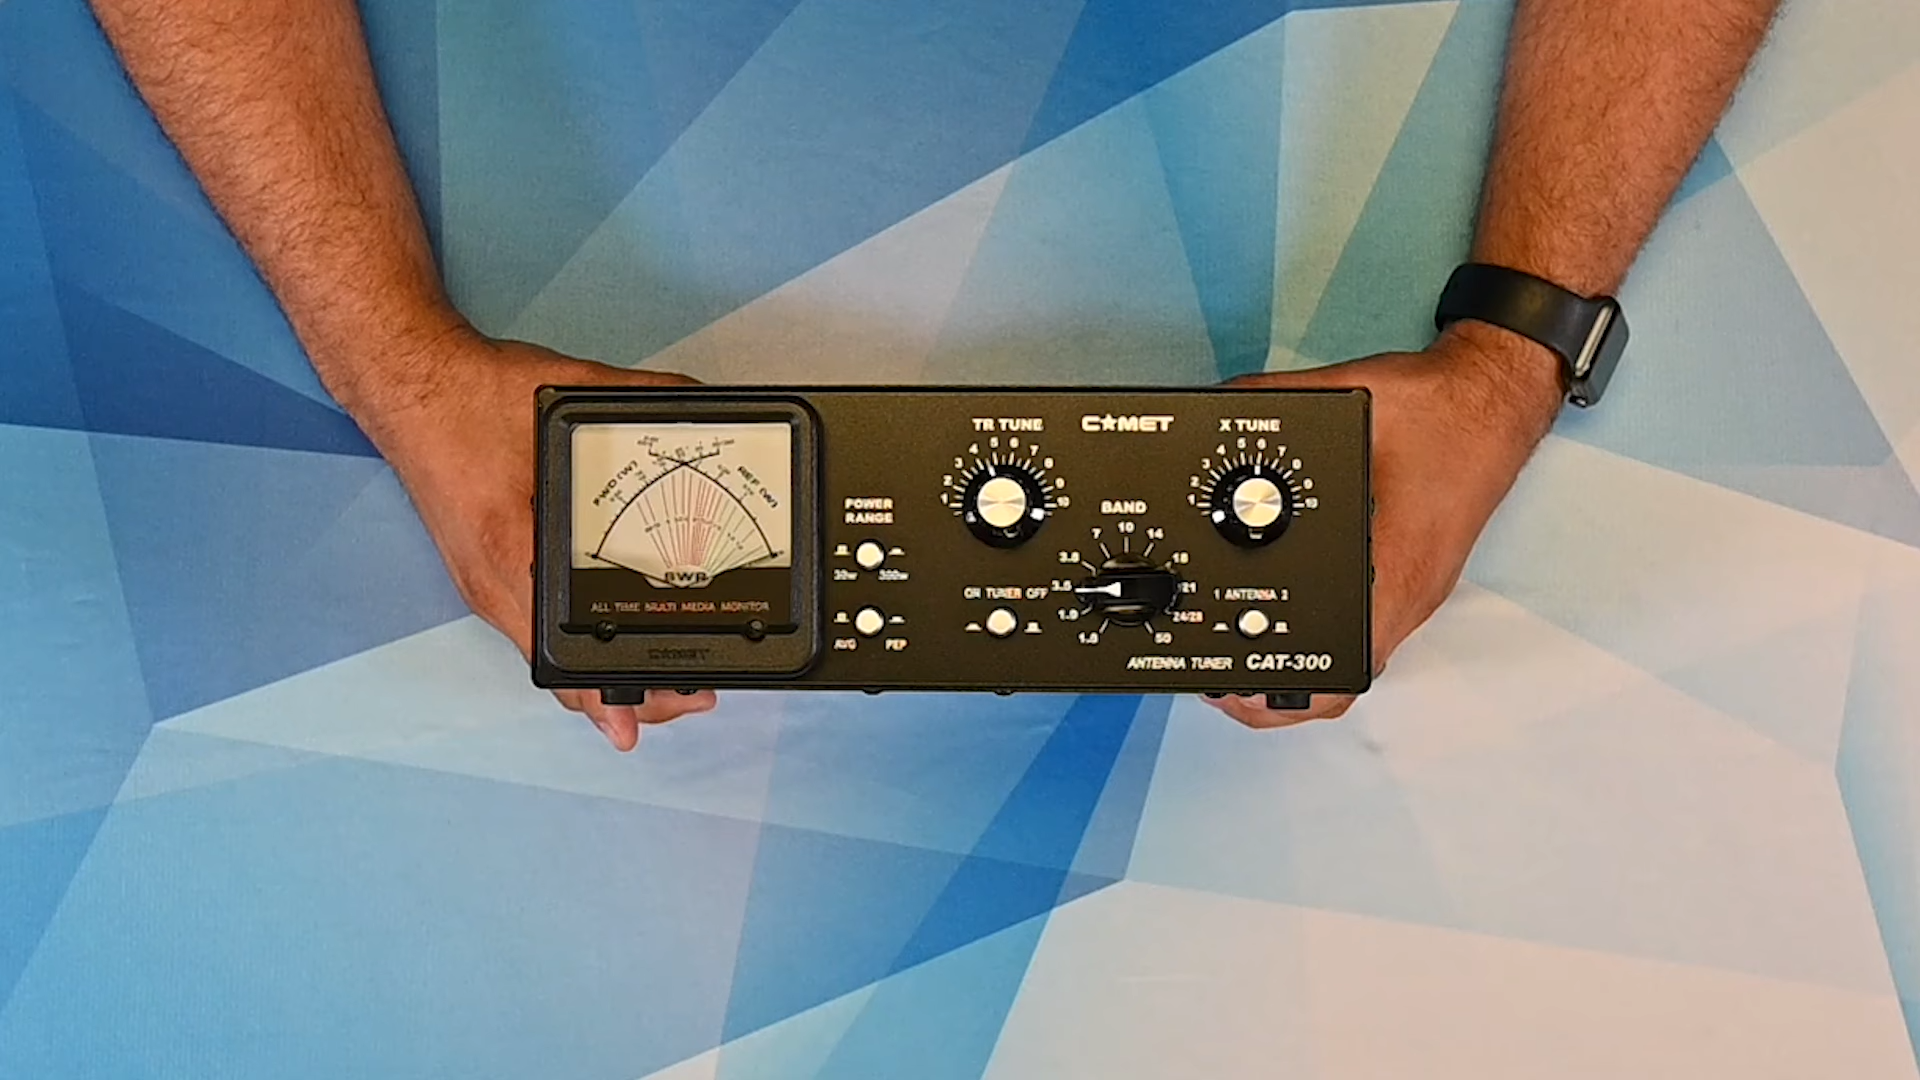 FWD (W)
REF (W)
SWR
ALL TIME MULTI MEDIA MONITOR
COMET
POWER
RANGE
30W 300W
AVG PEP
TR TUNE
1 2 3 4 5 6 7 8 9 10
C★MET
X TUNE
1 2 3 4 5 6 7 8 9 10
BAND
1.8 1.9 3.5 3.8 7 10 14 18 21 24/28 50
ON TUNER OFF
1 ANTENNA 2
ANTENNA TUNER CAT-300